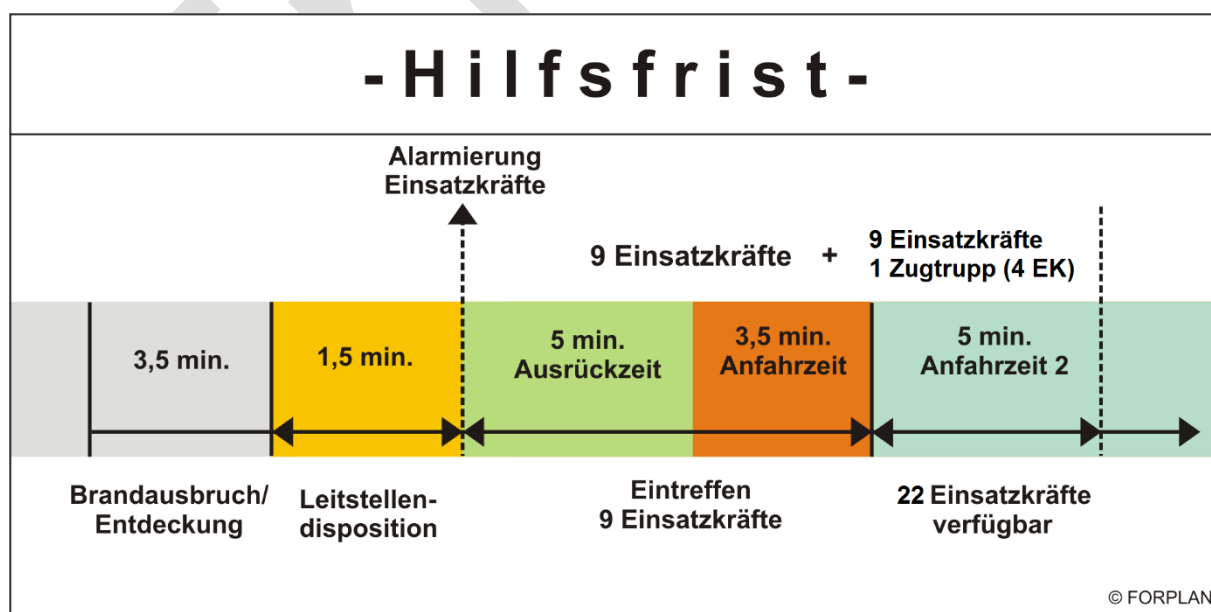 - H i l f s f r i s t -
Alarmierung
Einsatzkräfte
9 Einsatzkräfte + 9 Einsatzkräfte
1 Zugtrupp (4 EK)
3,5 min.
1,5 min.
5 min.
Ausrückzeit
3,5 min.
Anfahrzeit
5 min.
Anfahrzeit 2
Brandausbruch/
Entdeckung
Leitstellen-
disposition
Eintreffen
9 Einsatzkräfte
22 Einsatzkräfte
verfügbar
© FORPLAN